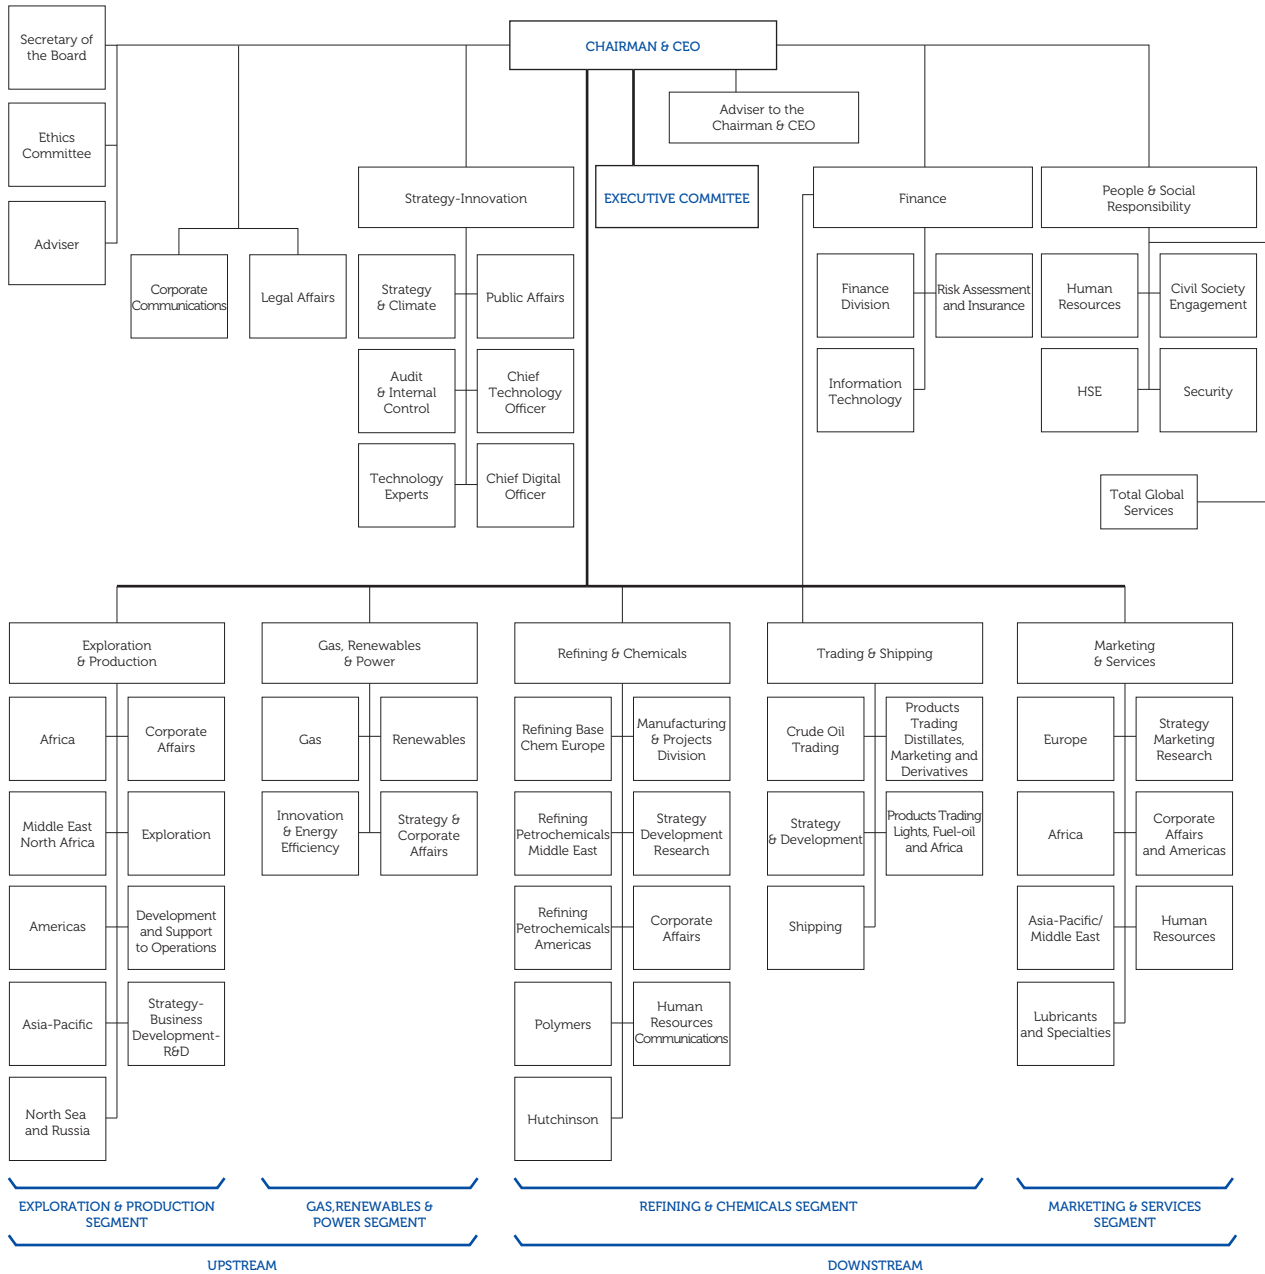 Secretary of
the Board
CHAIRMAN & CEO
Adviser to the
Chairman & CEO
Ethics
Committee
Adviser
Strategy-Innovation
EXECUTIVE COMMITEE
Finance
People & Social
Responsibility
Corporate
Communications
Legal Affairs
Strategy
& Climate
Public Affairs
Finance
Division
Risk Assessment
and Insurance
Human
Resources
Civil Society
Engagement
Audit
& Internal
Control
Chief
Technology
Officer
Information
Technology
HSE
Security
Technology
Experts
Chief Digital
Officer
Total Global
Services
Exploration
& Production
Gas, Renewables
& Power
Refining & Chemicals
Trading & Shipping
Marketing
& Services
Africa
Corporate
Affairs
Gas
Renewables
Refining Base
Chem Europe
Manufacturing
& Projects
Division
Crude Oil
Trading
Products
Trading
Distillates,
Marketing and
Derivatives
Europe
Strategy
Marketing
Research
Middle East
North Africa
Exploration
Innovation
& Energy
Efficiency
Strategy &
Corporate
Affairs
Refining
Petrochemicals
Middle East
Strategy
Development
Research
Strategy
& Development
Products Trading
Lights, Fuel-oil
and Africa
Africa
Corporate
Affairs
and Americas
Americas
Development
and Support
to Operations
Refining
Petrochemicals
Americas
Corporate
Affairs
Shipping
Asia-Pacific/
Middle East
Human
Resources
Asia-Pacific
Strategy-
Business
Development-
R&D
Polymers
Human
Resources
Communications
Lubricants
and Specialties
North Sea
and Russia
Hutchinson
EXPLORATION & PRODUCTION
SEGMENT
GAS,RENEWABLES &
POWER SEGMENT
REFINING & CHEMICALS SEGMENT
MARKETING & SERVICES
SEGMENT
UPSTREAM
DOWNSTREAM